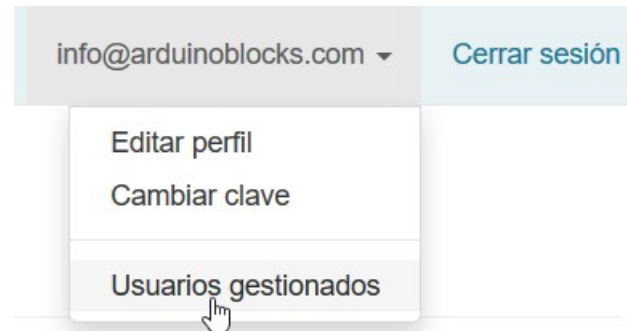 info@arduinoblocks.com Cerrar sesión
Editar perfil
Cambiar clave
Usuarios gestionados